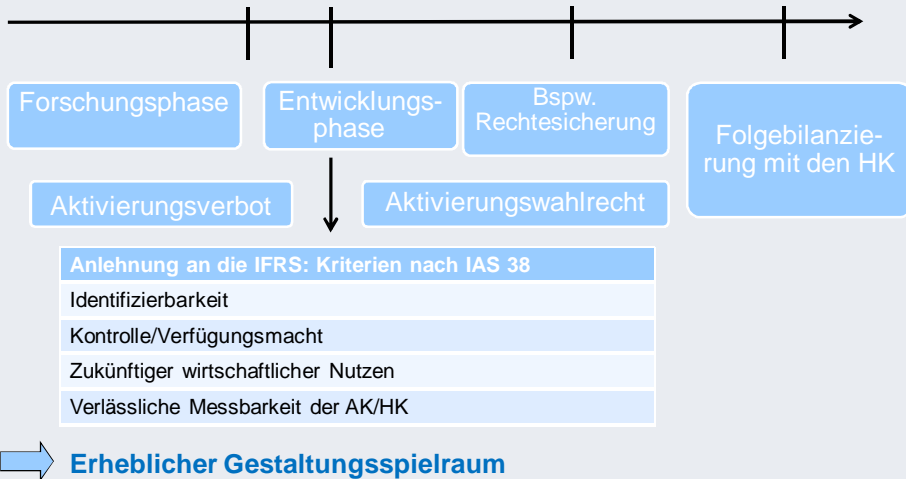 Forschungsphase
Entwicklungs-
phase
Bspw.
Rechtesicherung
Folgebilanzie-
rung mit den HK
Aktivierungsverbot
Aktivierungswahlrecht
Anlehnung an die IFRS: Kriterien nach IAS 38
Identifizierbarkeit
Kontrolle/Verfügungsmacht
Zukünftiger wirtschaftlicher Nutzen
Verlässliche Messbarkeit der AK/HK
Erheblicher Gestaltungsspielraum